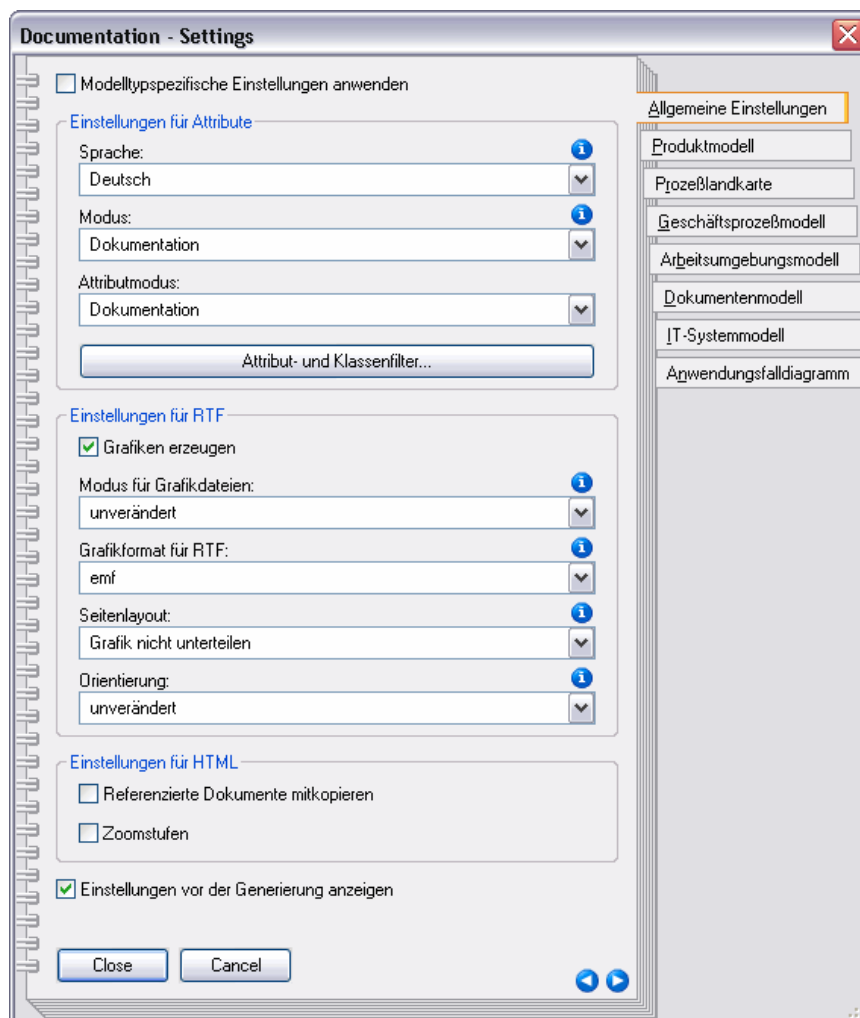 Documentation - Settings
Modelltypspezifische Einstellungen anwenden
Einstellungen für Attribute
Sprache:
Deutsch
Modus:
Dokumentation
Attributmodus:
Dokumentation
Attribut- und Klassenfilter...
Einstellungen für RTF
Grafiken erzeugen
Modus für Grafikdateien:
unverändert
Grafikformat für RTF:
emf
Seitenlayout:
Grafik nicht unterteilen
Orientierung:
unverändert
Einstellungen für HTML
Referenzierte Dokumente mitkopieren
Zoomstufen
Einstellungen vor der Generierung anzeigen
Close
Cancel
Allgemeine Einstellungen
Produktmodell
Prozeßlandkarte
Geschäftsprozeßmodell
Arbeitsumgebungsmodell
Dokumentenmodell
IT-Systemmodell
Anwendungsfalldiagramm